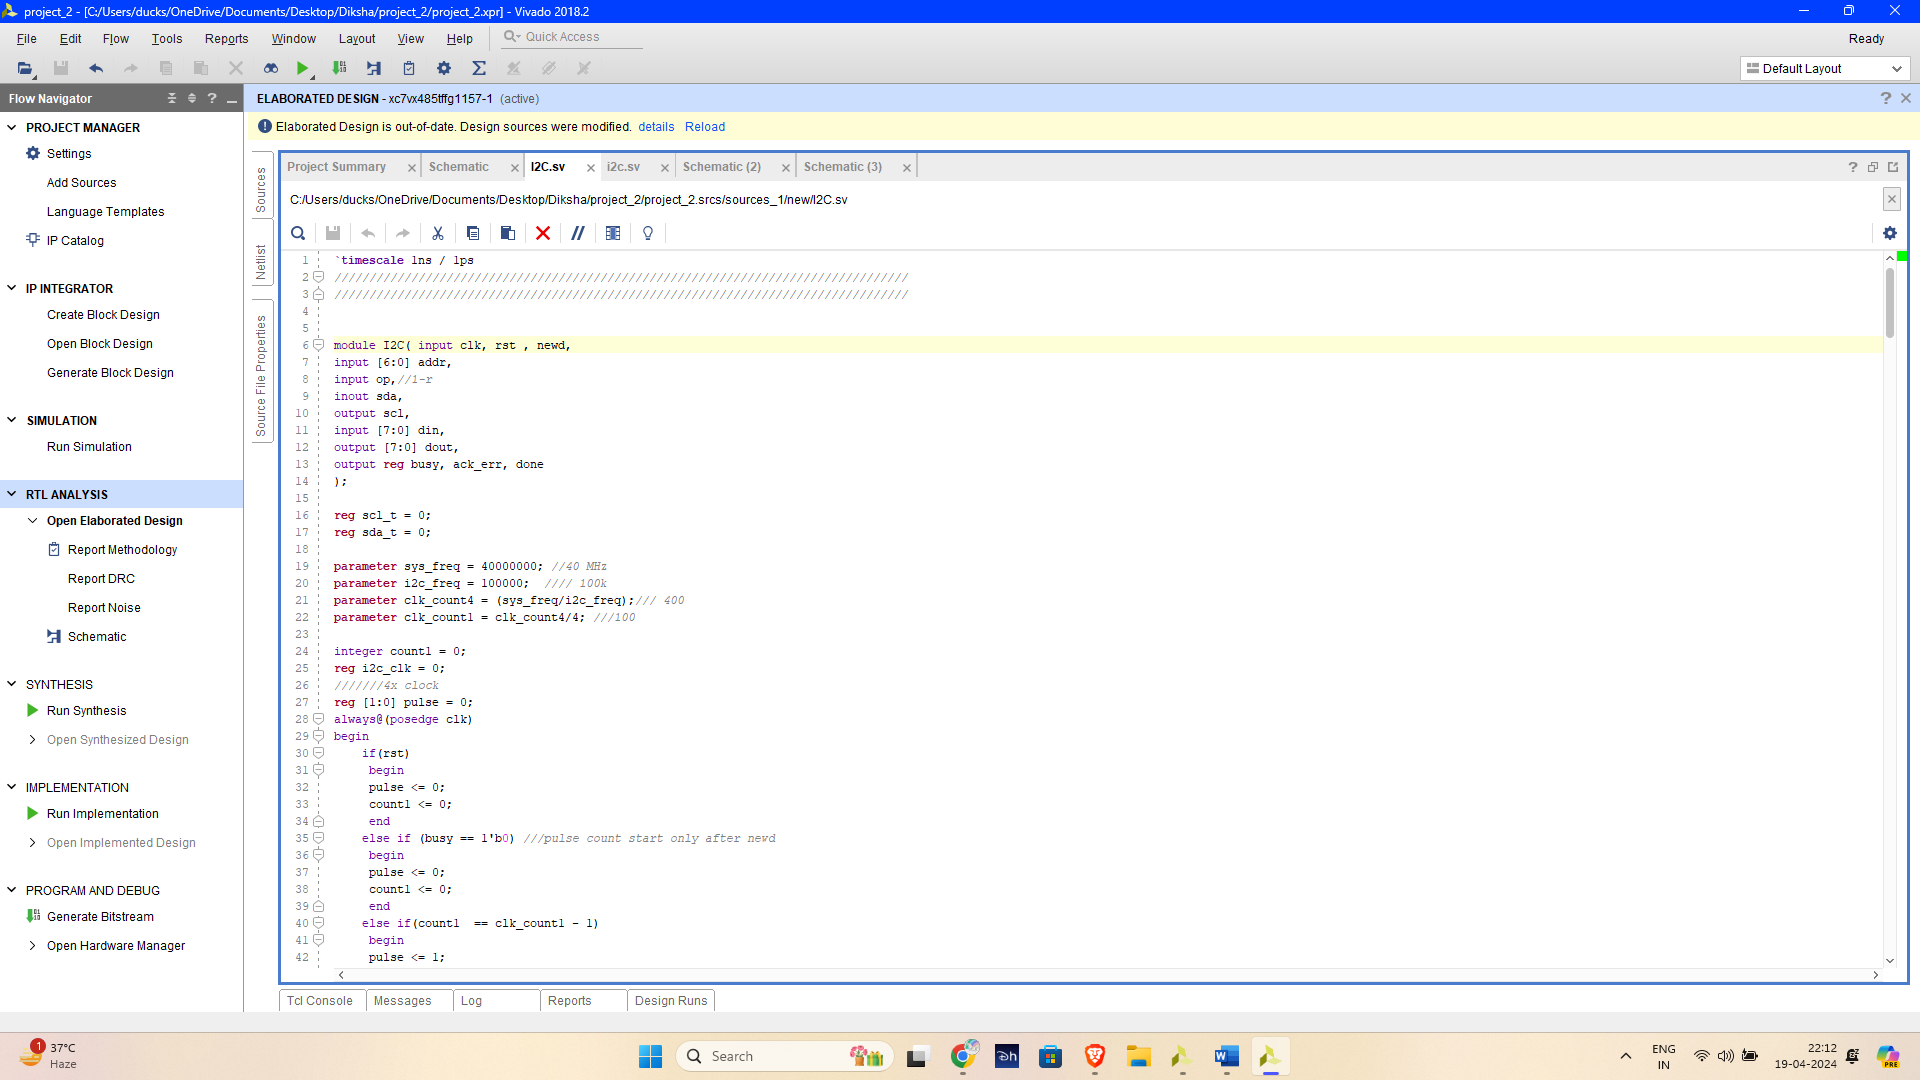 project_2 - [C:/Users/ducks/OneDrive/Documents/Desktop/Diksha/project_2/project_2.xpr] - Vivado 2018.2
File Edit Flow Tools Reports Window Layout View Help Quick Access
Ready
Default Layout
Flow Navigator
PROJECT MANAGER
Settings
Add Sources
Language Templates
IP Catalog
IP INTEGRATOR
Create Block Design
Open Block Design
Generate Block Design
SIMULATION
Run Simulation
RTL ANALYSIS
Open Elaborated Design
Report Methodology
Report DRC
Report Noise
Schematic
SYNTHESIS
Run Synthesis
Open Synthesized Design
IMPLEMENTATION
Run Implementation
Open Implemented Design
PROGRAM AND DEBUG
Generate Bitstream
Open Hardware Manager
ELABORATED DESIGN - xc7vx485tffg1157-1 (active)
Elaborated Design is out-of-date. Design sources were modified. details Reload
Sources
Netlist
Source File Properties
Project Summary Schematic I2C.sv i2c.sv Schematic (2) Schematic (3)
C:/Users/ducks/OneDrive/Documents/Desktop/Diksha/project_2/project_2.srcs/sources_1/new/I2C.sv
1 `timescale 1ns / 1ps
2 //////////////////////////////////////////////////////////////////////////////////
3 //////////////////////////////////////////////////////////////////////////////////
4
5
6 module I2C( input clk, rst , newd,
7 input [6:0] addr,
8 input op,//1-r
9 inout sda,
10 output scl,
11 input [7:0] din,
12 output [7:0] dout,
13 output reg busy, ack_err, done
14 );
15
16 reg scl_t = 0;
17 reg sda_t = 0;
18
19 parameter sys_freq = 40000000; //40 MHz
20 parameter i2c_freq = 100000;  //// 100k
21 parameter clk_count4 = (sys_freq/i2c_freq);/// 400
22 parameter clk_count1 = clk_count4/4; ///100
23
24 integer count1 = 0;
25 reg i2c_clk = 0;
26 ///////4x clock
27 reg [1:0] pulse = 0;
28 always@(posedge clk)
29 begin
30 if(rst)
31 begin
32 pulse <= 0;
33 count1 <= 0;
34 end
35 else if (busy == 1'b0) ///pulse count start only after newd
36 begin
37 pulse <= 0;
38 count1 <= 0;
39 end
40 else if(count1  == clk_count1 - 1)
41 begin
42 pulse <= 1;
Tcl Console Messages Log Reports Design Runs
1
37°C
Haze
Search
ENG
IN
22:12
19-04-2024
PRE